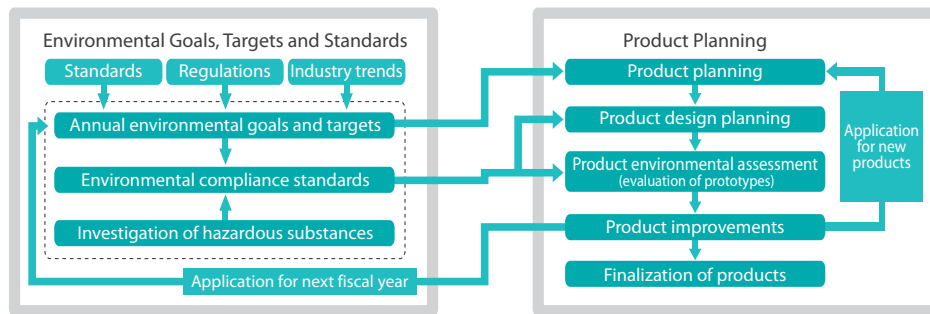 Environmental Goals, Targets and Standards
Standards
Regulations
Industry trends
Annual environmental goals and targets
Environmental compliance standards
Investigation of hazardous substances
Application for next fiscal year
Product Planning
Product planning
Product design planning
Product environmental assessment
(evaluation of prototypes)
Product improvements
Finalization of products
Application
for new
products